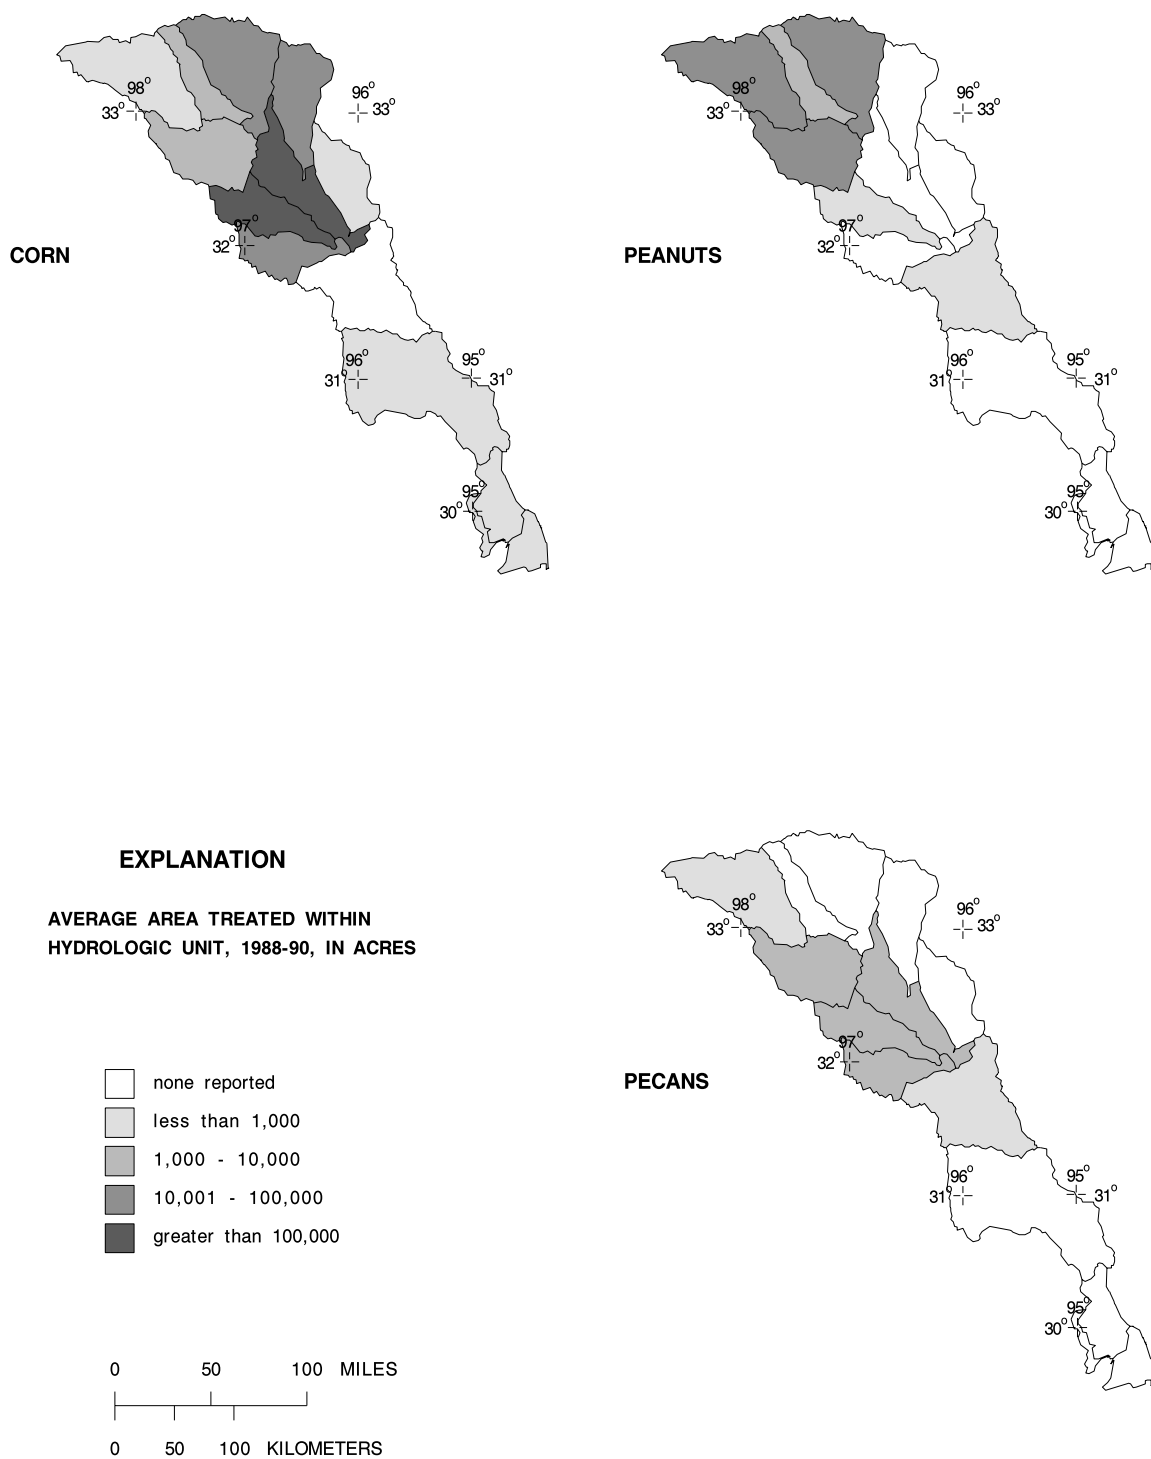 98°
33°
96°
33°
97°
32°
CORN
96°
31°
95°
31°
95°
30°
98°
33°
96°
33°
97°
32°
PEANUTS
96°
31°
95°
31°
95°
30°
EXPLANATION
AVERAGE AREA TREATED WITHIN
HYDROLOGIC UNIT, 1988-90, IN ACRES
none reported
less than 1,000
1,000 - 10,000
10,001 - 100,000
greater than 100,000
0 50 100 MILES
0 50 100 KILOMETERS
98°
33°
96°
33°
97°
32°
PECANS
96°
31°
95°
31°
95°
30°